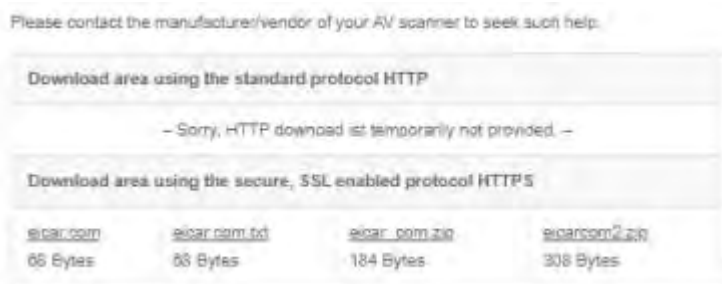 Please contact the manufacturer/vendor of your AV scanner to seek such help.
Download area using the standard protocol HTTP
– Sorry, HTTP downoad ist temporarily not provided. –
Download area using the secure, SSL enabled protocol HTTPS
eicar.com eicar.com.txt eicar_com.zip eicarcom2.zip
68 Bytes 68 Bytes 184 Bytes 308 Bytes